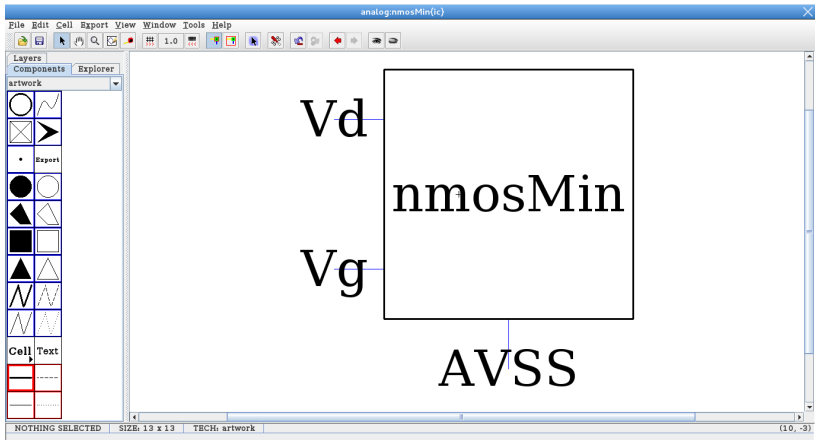 analog:nmosMin{ic}
File Edit Cell Export View Window Tools Help
1.0
Layers
Components Explorer
artwork
Export
Cell Text
Vd
nmosMin
Vg
AVSS
NOTHING SELECTED SIZE: 13 x 13 TECH: artwork (10, -3)